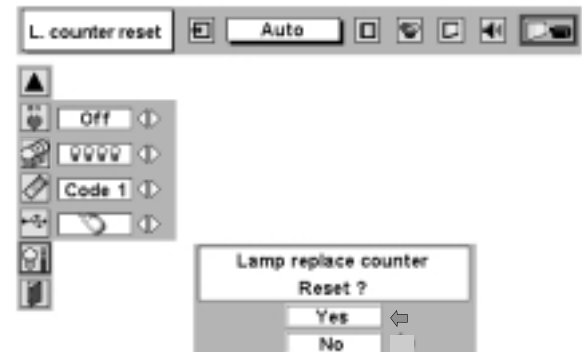 L. counter reset
Auto
Off
Code 1
Lamp replace counter
Reset ?
Yes
No